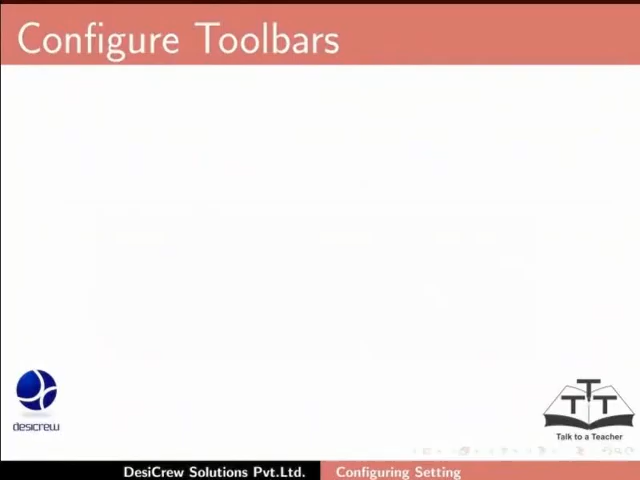 Configure Toolbars
desicrew
T
T T
Talk to a Teacher
DesiCrew Solutions Pvt.Ltd.
Configuring Setting